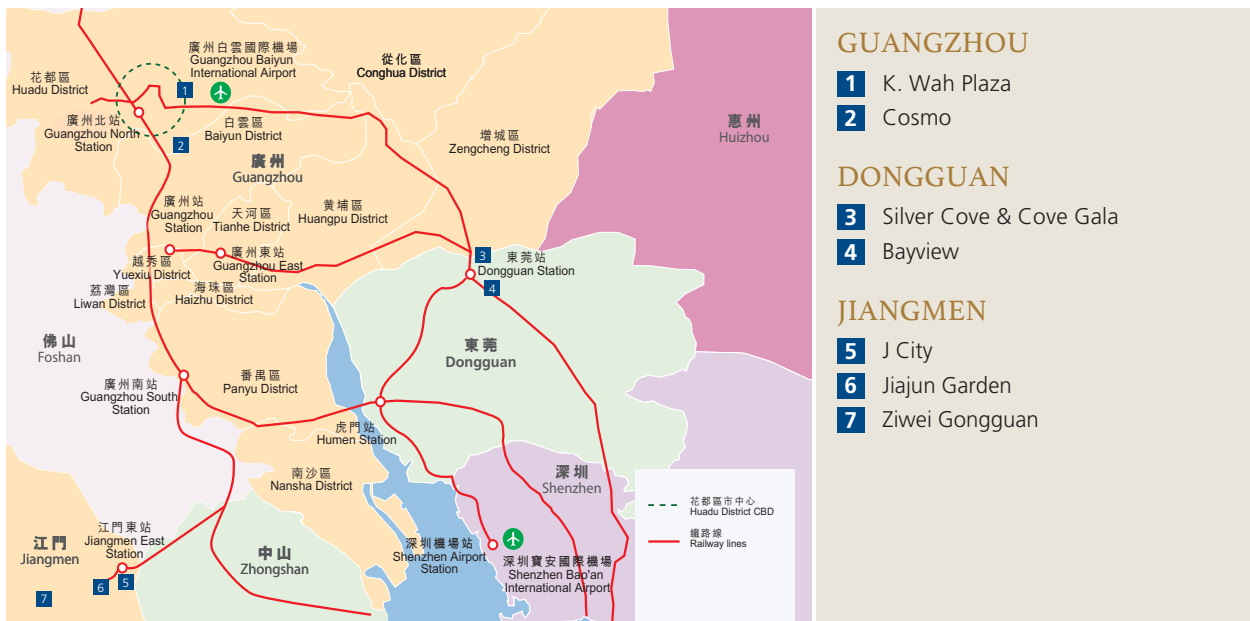 廣州白雲國際機場
Guangzhou Baiyun
International Airport
從化區
Conghua District
花都區
Huadu District
1
廣州北站
Guangzhou North
Station
白雲區
Baiyun District
2
增城區
Zengcheng District
惠州
Huizhou
廣州
Guangzhou
廣州站
Guangzhou
Station
天河區
Tianhe District
黄埔區
Huangpu District
越秀區
Yuexiu District
廣州東站
Guangzhou East
Station
3
東莞站
Dongguan Station
4
荔灣區
Liwan District
海珠區
Haizhu District
佛山
Foshan
東莞
Dongguan
廣州南站
Guangzhou South
Station
番禺區
Panyu District
虎門站
Humen Station
南沙區
Nansha District
深圳
Shenzhen
江門東站
Jiangmen East
Station
江門
Jiangmen
中山
Zhongshan
深圳機場站
Shenzhen Airport
Station
深圳寶安國際機場
Shenzhen Bao'an
International Airport
6
5
7
花都區市中心
Huadu District CBD
鐵路線
Railway lines
GUANGZHOU
1 K. Wah Plaza
2 Cosmo
DONGGUAN
3 Silver Cove & Cove Gala
4 Bayview
JIANGMEN
5 J City
6 Jiajun Garden
7 Ziwei Gongguan